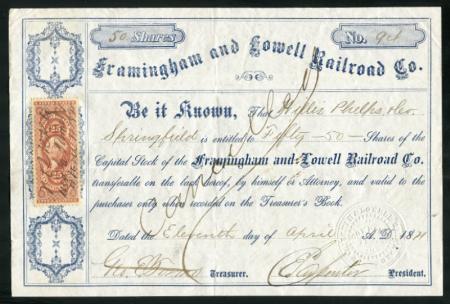 50 Shares No. 
Framingham and Lowell Railroad Co.
Be it Known, That Phelps,
Springfield is entitled to Fifty - 50 - Shares of the
Capital Stock of the Framingham and Lowell Railroad Co.
transferable on the back hereof, by himself or Attorney, and valid to the
purchaser only when recorded on the Treasurer's Book.
Dated the Eleventh day of April A.D. 1871
Treasurer. President.
Cancelled